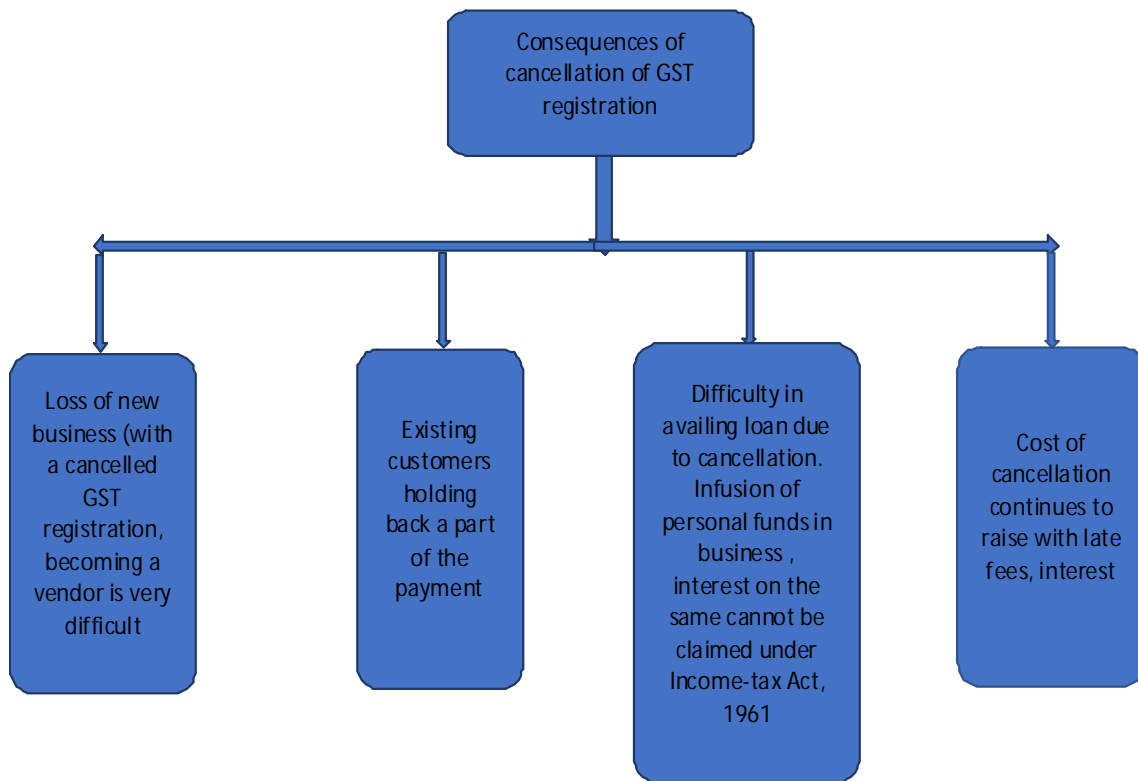 Consequences of
cancellation of GST
registration
Loss of new
business (with
a cancelled
GST
registration,
becoming a
vendor is very
difficult
Existing
customers
holding
back a part
of the
payment
Difficulty in
availing loan due
to cancellation.
Infusion of
personal funds in
business ,
interest on the
same cannot be
claimed under
Income-tax Act,
1961
Cost of
cancellation
continues to
raise with late
fees, interest